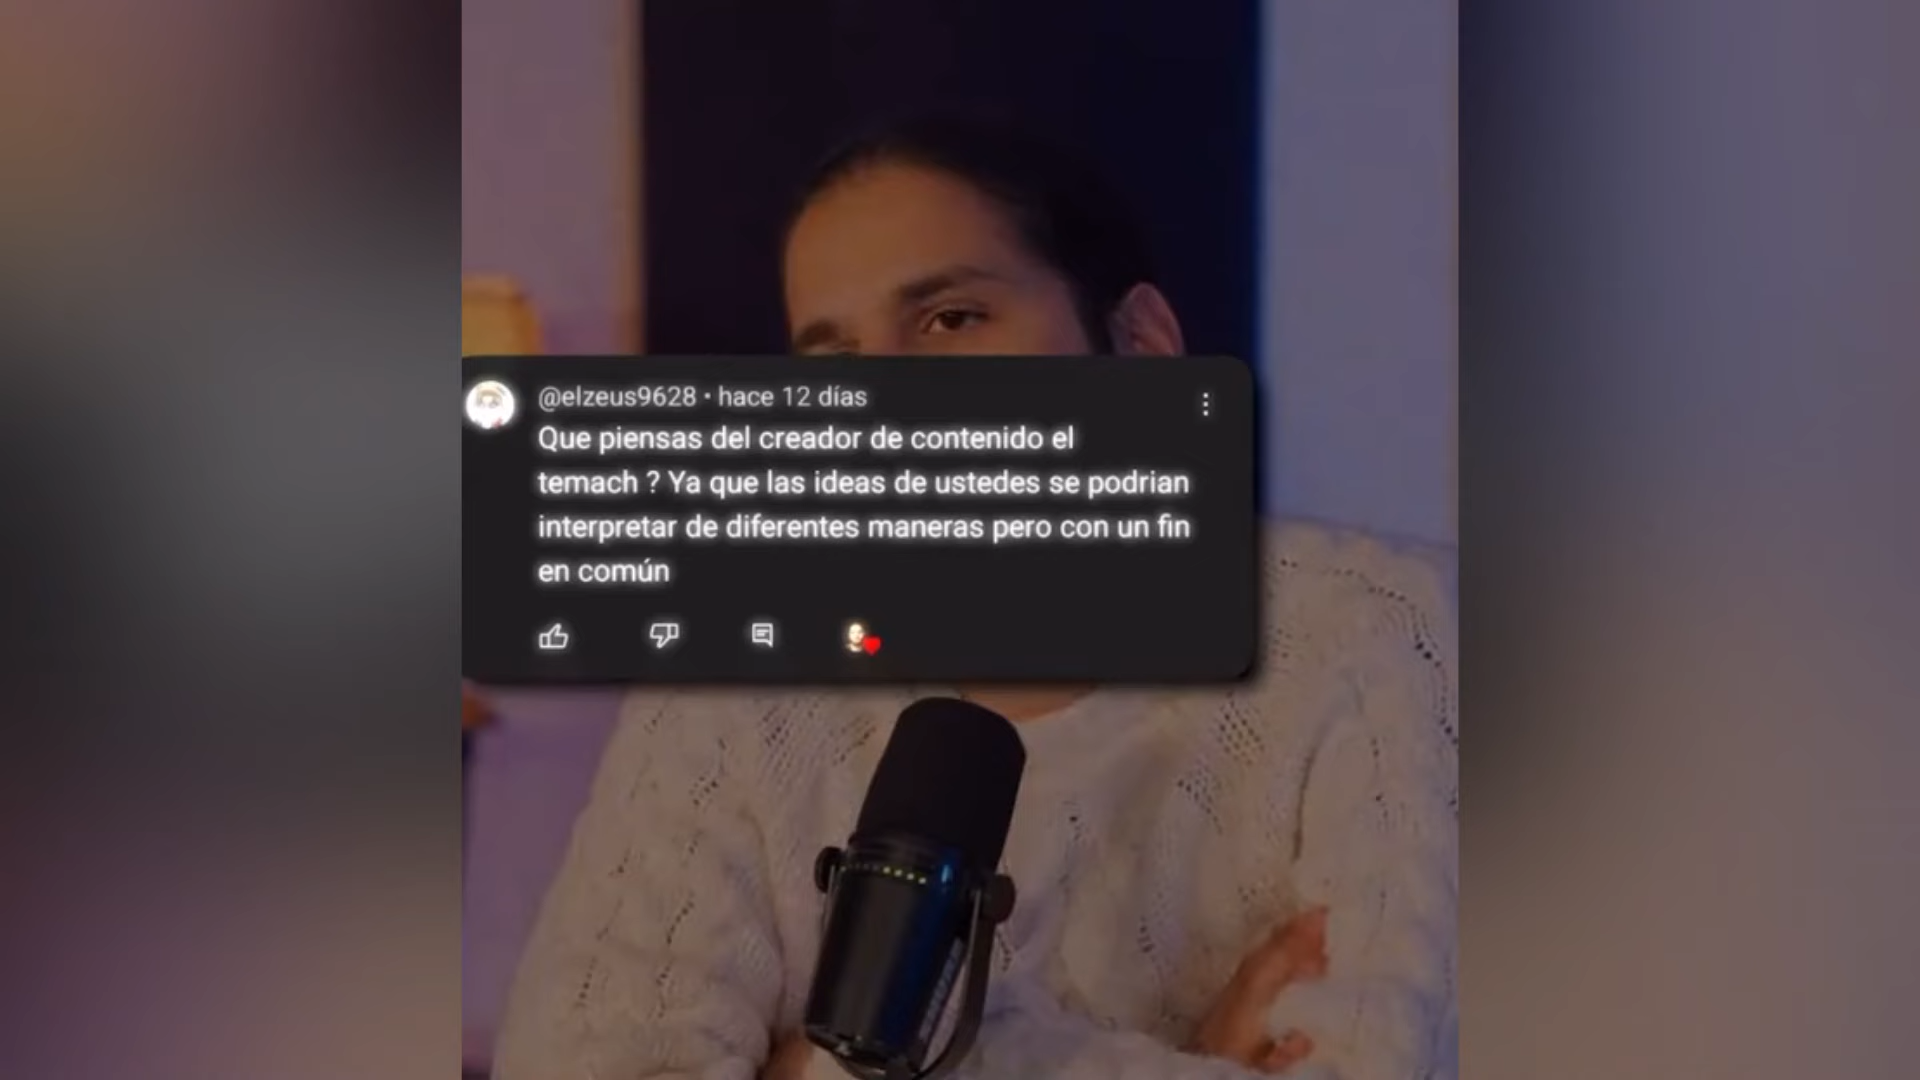 @elzeus9628 • hace 12 días
Que piensas del creador de contenido el
temach ? Ya que las ideas de ustedes se podrian
interpretar de diferentes maneras pero con un fin
en común